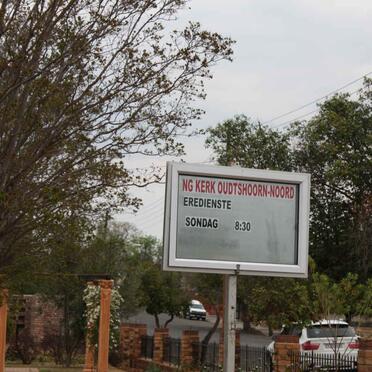 NG KERK OUDTSHOORN-NOORD
EREDIENSTE
SONDAG 8:30